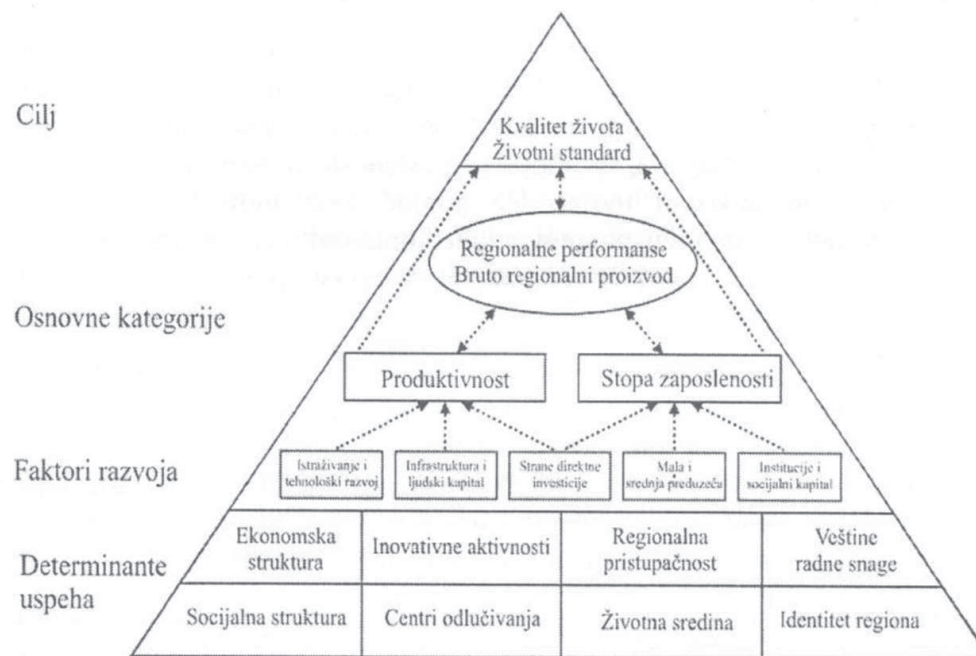 Cilj
Kvalitet života
Životni standard
Regionalne performanse
Bruto regionalni proizvod
Osnovne kategorije
Produktivnost
Stopa zaposlenosti
Faktori razvoja
Istraživanje i
tehnološki razvoj
Infrastruktura i
ljudski kapital
Strane direktne
investicije
Mala i
srednja preduzeća
Institucije i
socijalni kapital
Determinante
uspeha
Ekonomska
struktura
Inovativne aktivnosti
Regionalna
pristupačnost
Veštine
radne snage
Socijalna struktura
Centri odlučivanja
Životna sredina
Identitet regiona